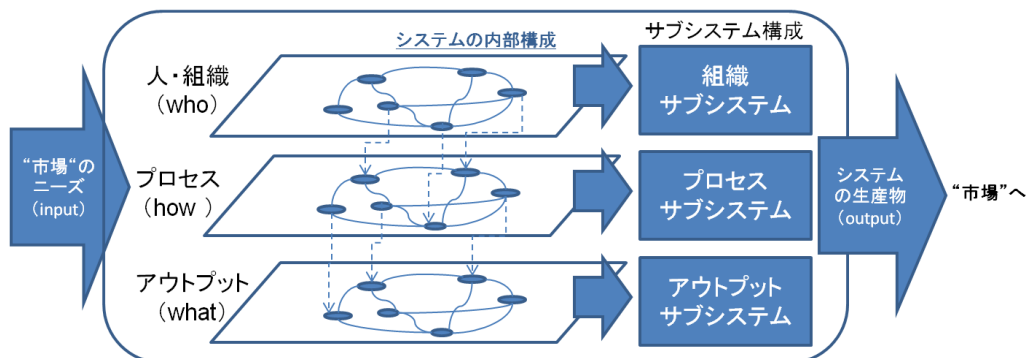 システムの内部構成
サブシステム構成
人・組織
（who）
組織
サブシステム
“市場“の
ニーズ
（input）
プロセス
（how ）
プロセス
サブシステム
システム
の生産物
（output）
“市場”へ
アウトプット
（what）
アウトプット
サブシステム